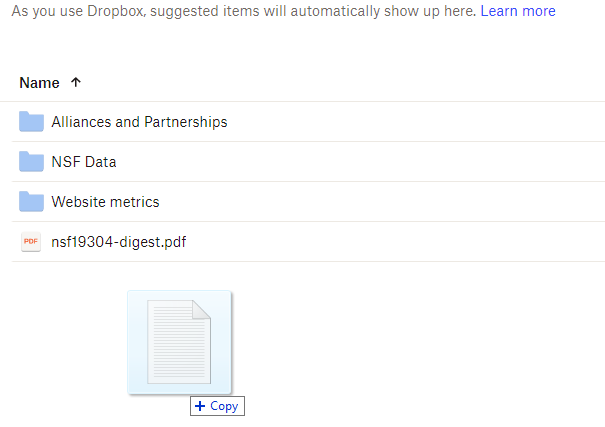 As you use Dropbox, suggested items will automatically show up here. Learn more
Name ↑
Alliances and Partnerships
NSF Data
Website metrics
PDF nsf19304-digest.pdf
+ Copy